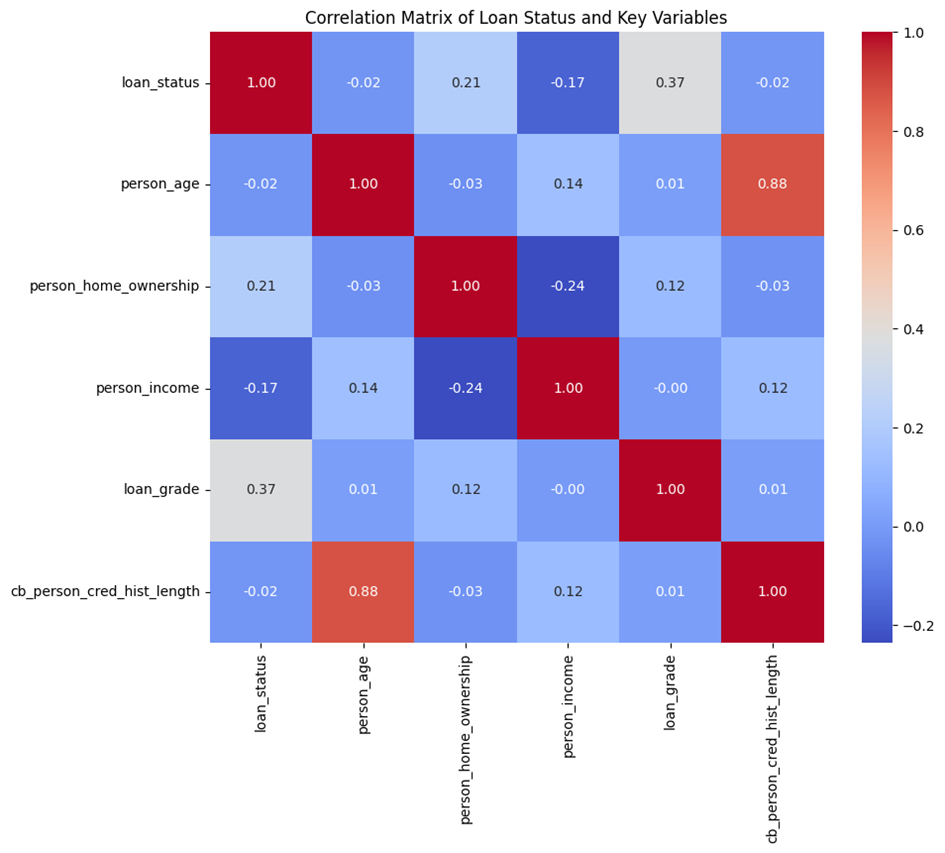 Correlation Matrix of Loan Status and Key Variables
loan_status 1.00 -0.02 0.21 -0.17 0.37 -0.02
person_age -0.02 1.00 -0.03 0.14 0.01 0.88
person_home_ownership 0.21 -0.03 1.00 -0.24 0.12 -0.03
person_income -0.17 0.14 -0.24 1.00 -0.00 0.12
loan_grade 0.37 0.01 0.12 -0.00 1.00 0.01
cb_person_cred_hist_length -0.02 0.88 -0.03 0.12 0.01 1.00
loan_status
person_age
person_home_ownership
person_income
loan_grade
cb_person_cred_hist_length
1.0
0.8
0.6
0.4
0.2
0.0
−0.2